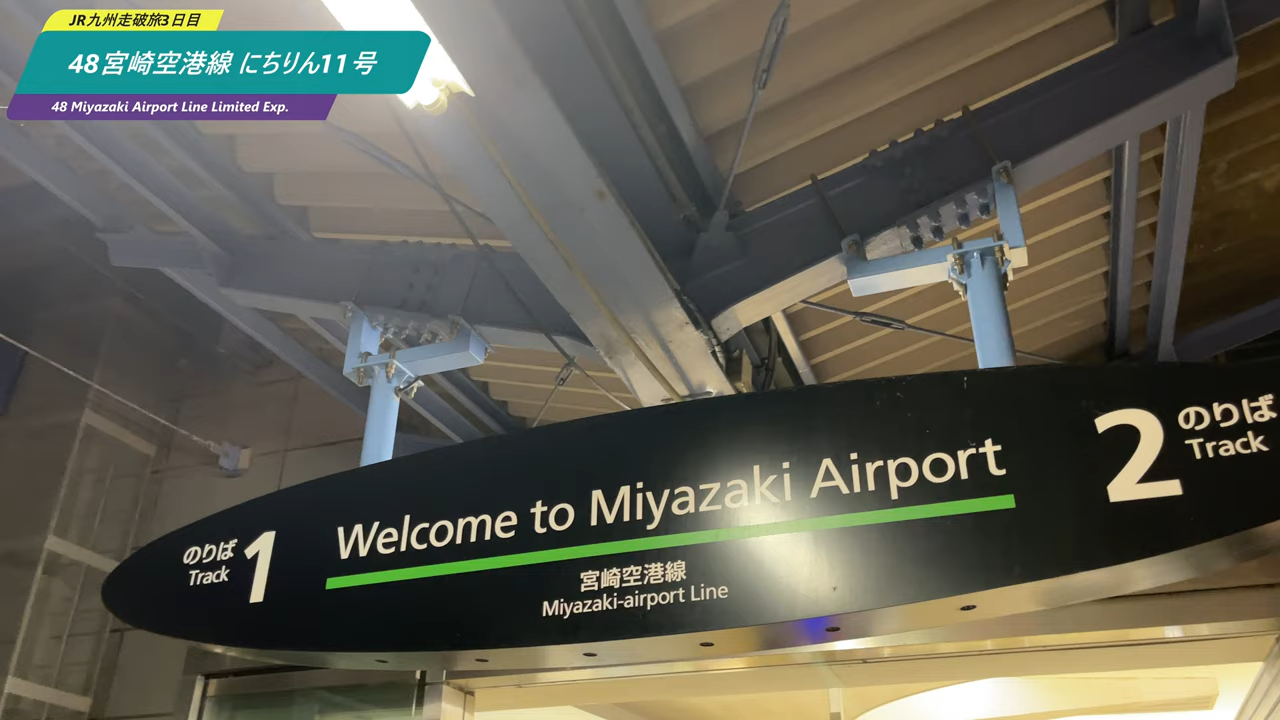 JR九州走破旅3日目
48宮崎空港線 にちりん11号
48 Miyazaki Airport Line Limited Exp.
のりば
Track
1
Welcome to Miyazaki Airport
宮崎空港線
Miyazaki-airport Line
2
のりば
Track